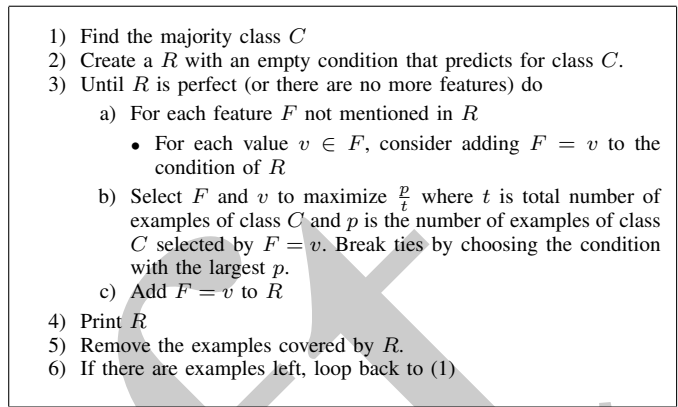 1) Find the majority class C
2) Create a R with an empty condition that predicts for class C.
3) Until R is perfect (or there are no more features) do
a) For each feature F not mentioned in R
• For each value v ∈ F, consider adding F = v to the
condition of R
b) Select F and v to maximize p/t where t is total number of
examples of class C and p is the number of examples of class
C selected by F = v. Break ties by choosing the condition
with the largest p.
c) Add F = v to R
4) Print R
5) Remove the examples covered by R.
6) If there are examples left, loop back to (1)